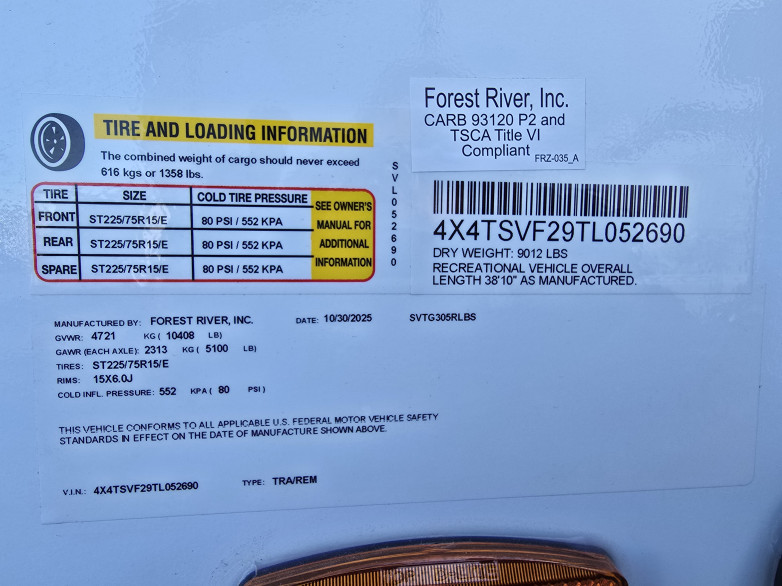 Forest River, Inc.
CARB 93120 P2 and
TSCA Title VI
Compliant
FRZ-035_A
TIRE AND LOADING INFORMATION
The combined weight of cargo should never exceed
616 kgs or 1358 lbs.
TIRE SIZE COLD TIRE PRESSURE
FRONT ST225/75R15/E 80 PSI / 552 KPA
REAR ST225/75R15/E 80 PSI / 552 KPA
SPARE ST225/75R15/E 80 PSI / 552 KPA
SEE OWNER'S
MANUAL FOR
ADDITIONAL
INFORMATION
SVL052690
4X4TSVF29TL052690
DRY WEIGHT: 9012 LBS
RECREATIONAL VEHICLE OVERALL
LENGTH 38'10" AS MANUFACTURED.
MANUFACTURED BY: FOREST RIVER, INC. DATE: 10/30/2025 SVTG305RLBS
GVWR: 4721 KG ( 10408 LB)
GAWR (EACH AXLE): 2313 KG ( 5100 LB)
TIRES: ST225/75R15/E
RIMS: 15X6.0J
COLD INFL. PRESSURE: 552 KPA ( 80 PSI )
THIS VEHICLE CONFORMS TO ALL APPLICABLE U.S. FEDERAL MOTOR VEHICLE SAFETY
STANDARDS IN EFFECT ON THE DATE OF MANUFACTURE SHOWN ABOVE.
V.I.N.: 4X4TSVF29TL052690 TYPE: TRA/REM